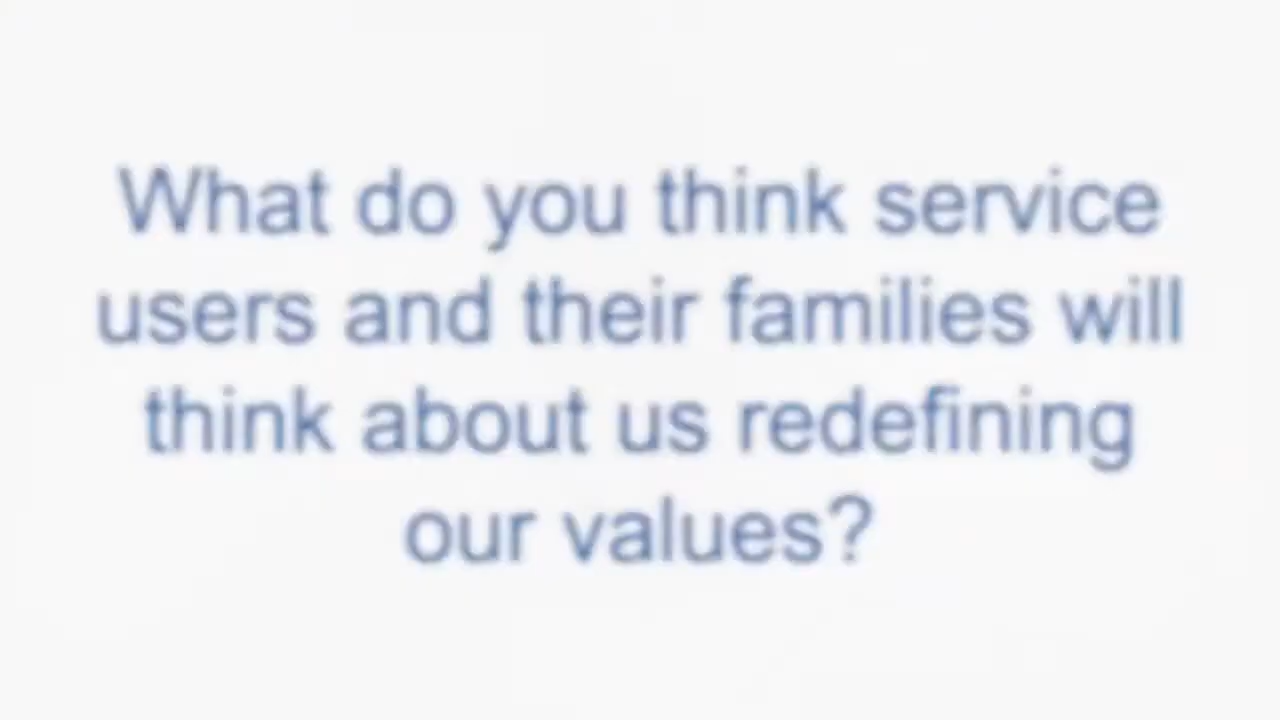 What do you think service
users and their families will
think about us redefining
our values?